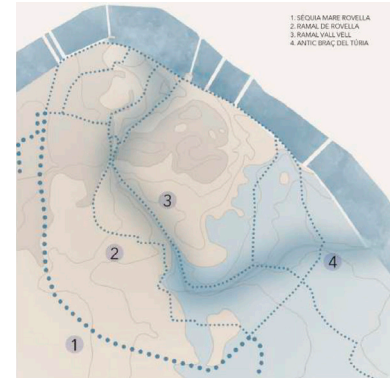 1. SÉQUIA MARE ROVELLA
2. RAMAL DE ROVELLA
3. RAMAL VALL VELL
4. ANTIC BRAÇ DEL TÚRIA
3
2
4
1